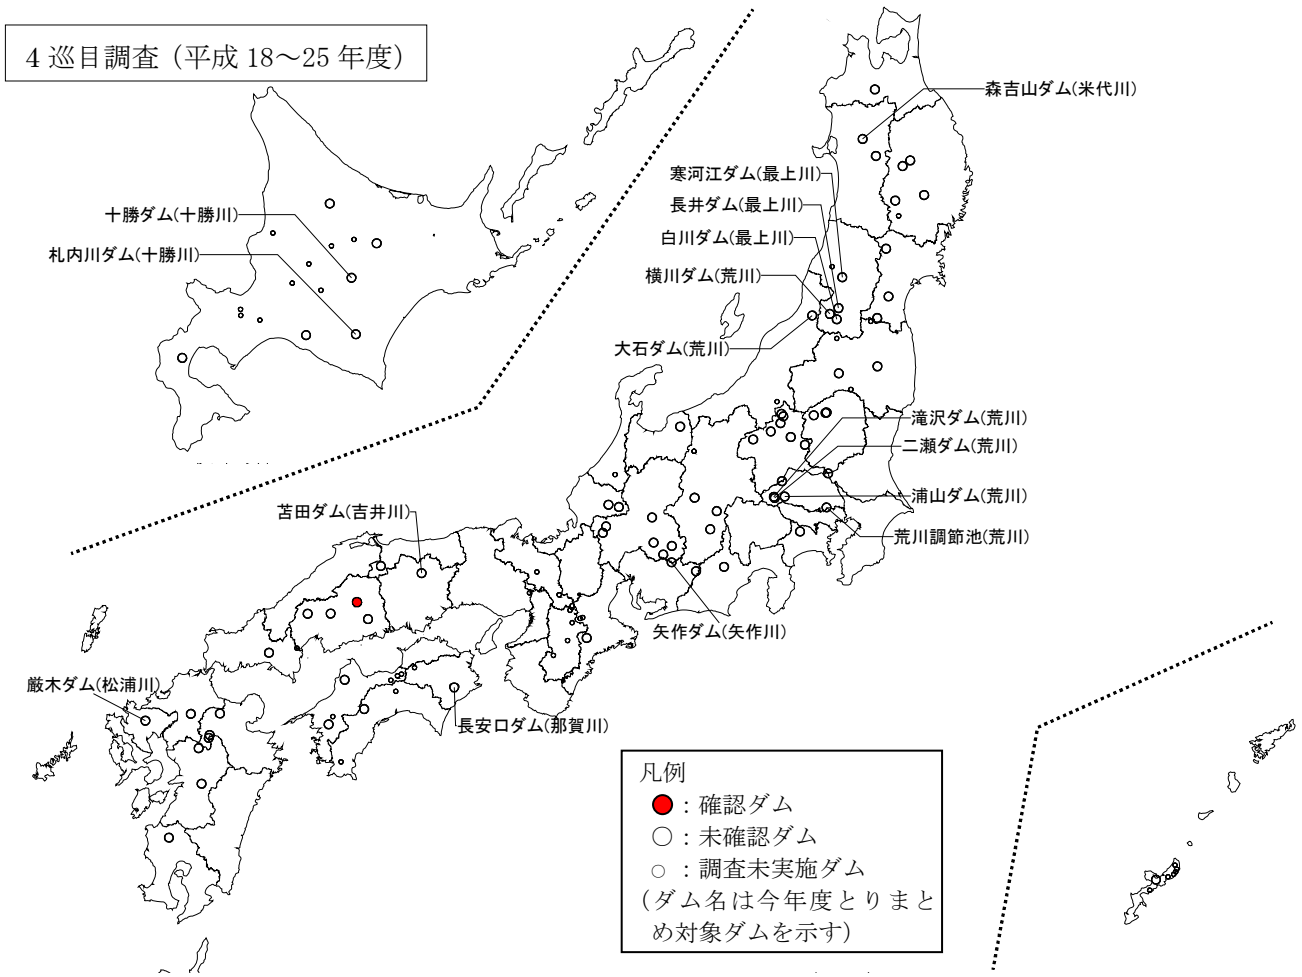 4巡目調査（平成 18～25 年度）
森吉山ダム(米代川)
寒河江ダム(最上川)
長井ダム(最上川)
白川ダム(最上川)
横川ダム(荒川)
大石ダム(荒川)
十勝ダム(十勝川)
札内川ダム(十勝川)
滝沢ダム(荒川)
二瀬ダム(荒川)
浦山ダム(荒川)
荒川調節池(荒川)
苫田ダム(吉井川)
矢作ダム(矢作川)
厳木ダム(松浦川)
長安口ダム(那賀川)
凡例
●：確認ダム
○：未確認ダム
○：調査未実施ダム
(ダム名は今年度とりまと
め対象ダムを示す)